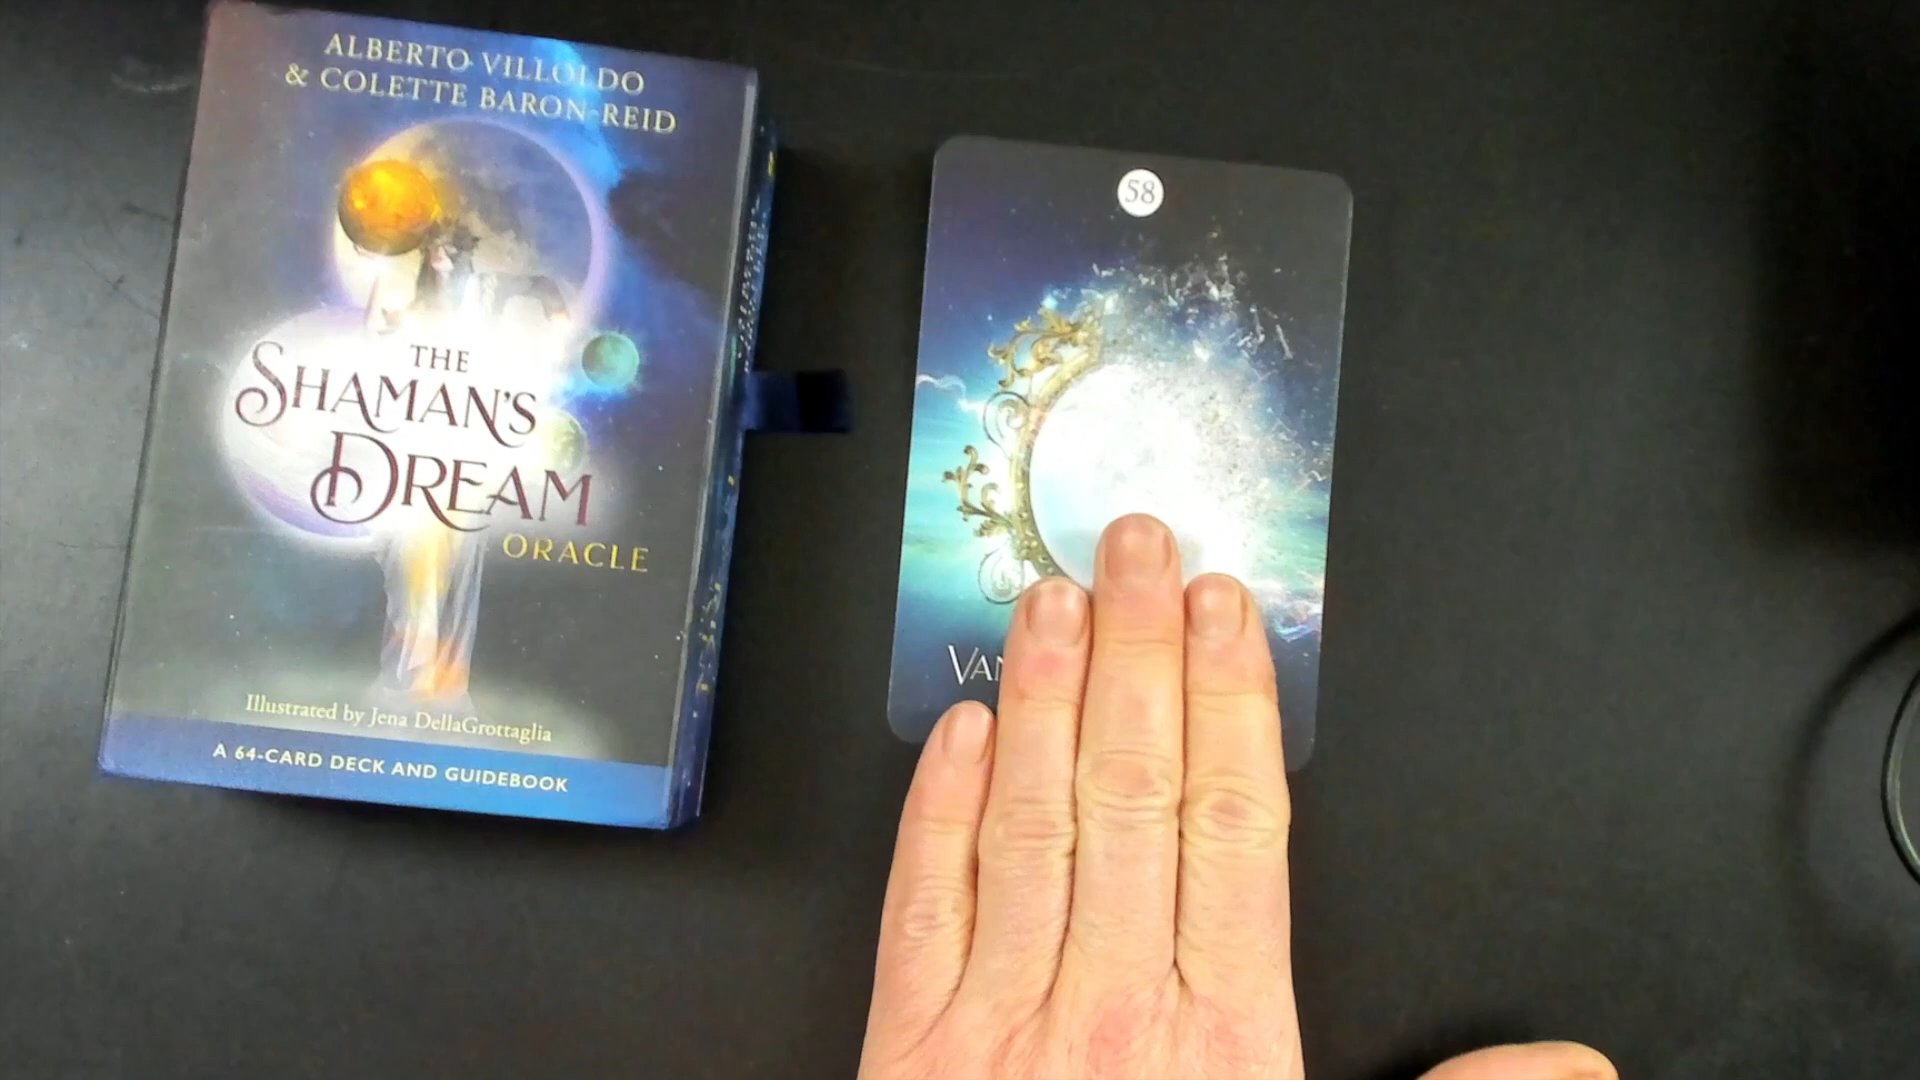 ALBERTO VILLOLDO
& COLETTE BARON-REID
THE
SHAMAN'S
DREAM
ORACLE
Illustrated by Jena DellaGrottaglia
A 64-CARD DECK AND GUIDEBOOK
58
VAN